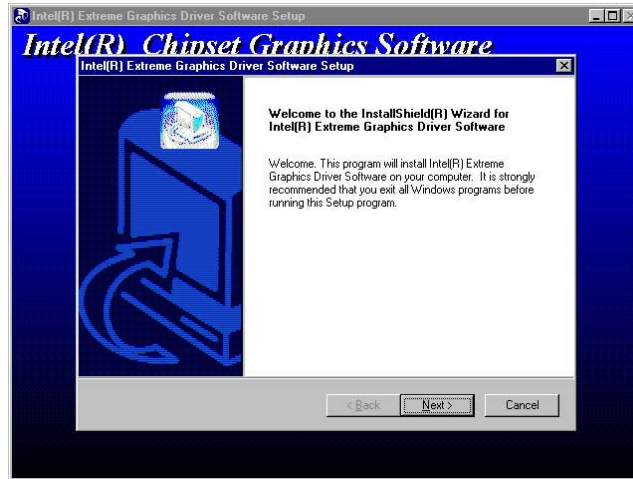 Intel(R) Extreme Graphics Driver Software Setup
Intel(R) Chipset Graphics Software
Intel(R) Extreme Graphics Driver Software Setup
Welcome to the InstallShield(R) Wizard for
Intel(R) Extreme Graphics Driver Software
Welcome. This program will install Intel(R) Extreme
Graphics Driver Software on your computer. It is strongly
recommended that you exit all Windows programs before
running this Setup program.
< Back Next > Cancel